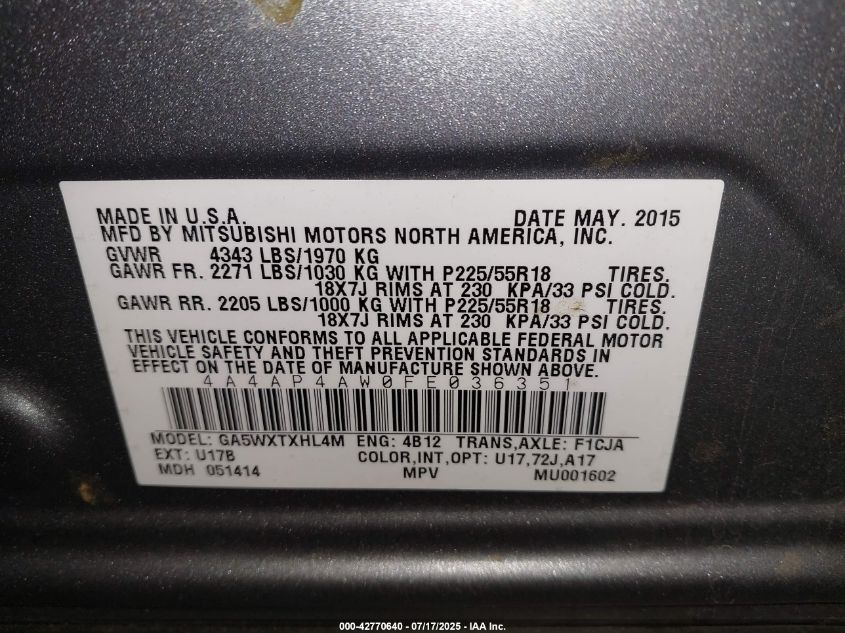 MADE IN U.S.A. DATE MAY. 2015
MFD BY MITSUBISHI MOTORS NORTH AMERICA, INC.
GVWR 4343 LBS/1970 KG
GAWR FR. 2271 LBS/1030 KG WITH P225/55R18 TIRES.
18X7J RIMS AT 230 KPA/33 PSI COLD.
GAWR RR. 2205 LBS/1000 KG WITH P225/55R18 TIRES.
18X7J RIMS AT 230 KPA/33 PSI COLD.
THIS VEHICLE CONFORMS TO ALL APPLICABLE FEDERAL MOTOR
VEHICLE SAFETY AND THEFT PREVENTION STANDARDS IN
EFFECT ON THE DATE OF MANUFACTURE SHOWN ABOVE.
4A4AP4AW0FE036351
MODEL: GA5WXTXHL4M ENG: 4B12 TRANS,AXLE: F1CJA
EXT: U17B COLOR,INT,OPT: U17,72J,A17
MDH 051414 MPV MU001602
000-42770640 - 07/17/2025 - IAA Inc.